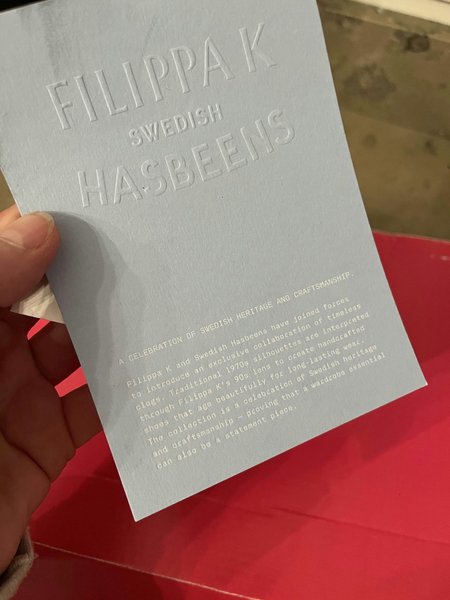 FILIPPA K
SWEDISH
HASBEENS
A CELEBRATION OF SWEDISH HERITAGE AND CRAFTSMANSHIP.
Filippa K and Swedish Hasbeens have joined forces
to introduce an exclusive collaboration of timeless
clogs. Traditional 1970s silhouettes are interpreted
through Filippa K's 90s lens to create handcrafted
shoes that age beautifully for long-lasting wear.
The collection is a celebration of Swedish heritage
and craftsmanship – proving that a wardrobe essential
can also be a statement piece.